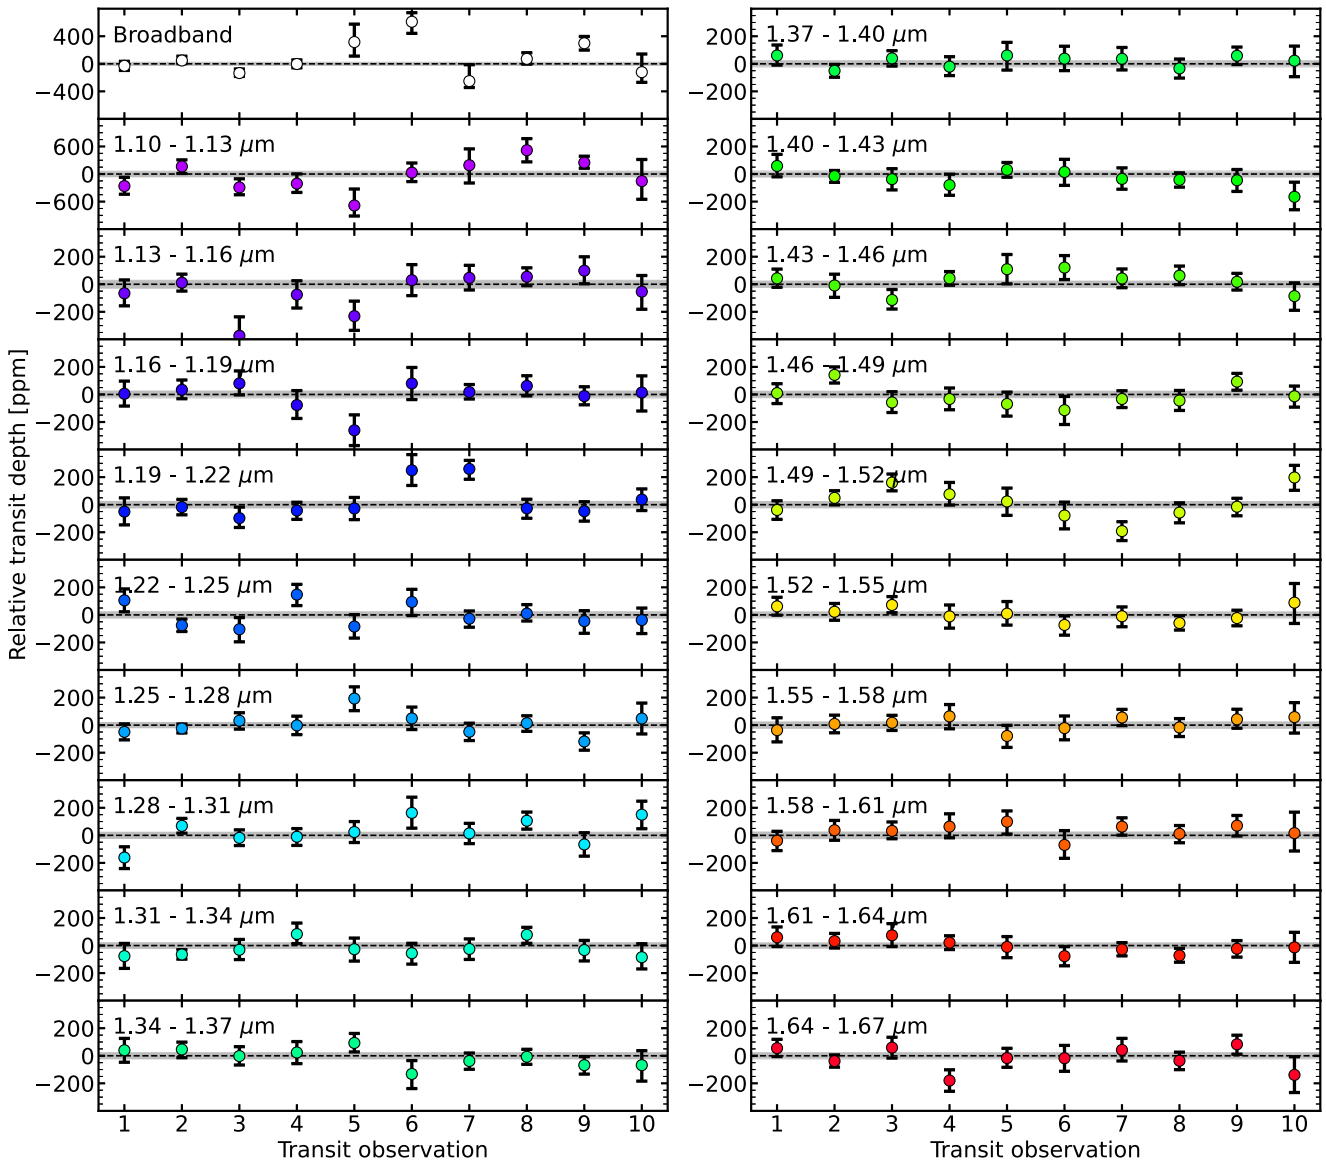 Relative transit depth [ppm]
Broadband
400
0
−400
1.10 - 1.13 μm
600
0
−600
1.13 - 1.16 μm
200
0
−200
1.16 - 1.19 μm
200
0
−200
1.19 - 1.22 μm
200
0
−200
1.22 - 1.25 μm
200
0
−200
1.25 - 1.28 μm
200
0
−200
1.28 - 1.31 μm
200
0
−200
1.31 - 1.34 μm
200
0
−200
1.34 - 1.37 μm
200
0
−200
1 2 3 4 5 6 7 8 9 10
Transit observation
1.37 - 1.40 μm
200
0
−200
1.40 - 1.43 μm
200
0
−200
1.43 - 1.46 μm
200
0
−200
1.46 - 1.49 μm
200
0
−200
1.49 - 1.52 μm
200
0
−200
1.52 - 1.55 μm
200
0
−200
1.55 - 1.58 μm
200
0
−200
1.58 - 1.61 μm
200
0
−200
1.61 - 1.64 μm
200
0
−200
1.64 - 1.67 μm
200
0
−200
1 2 3 4 5 6 7 8 9 10
Transit observation